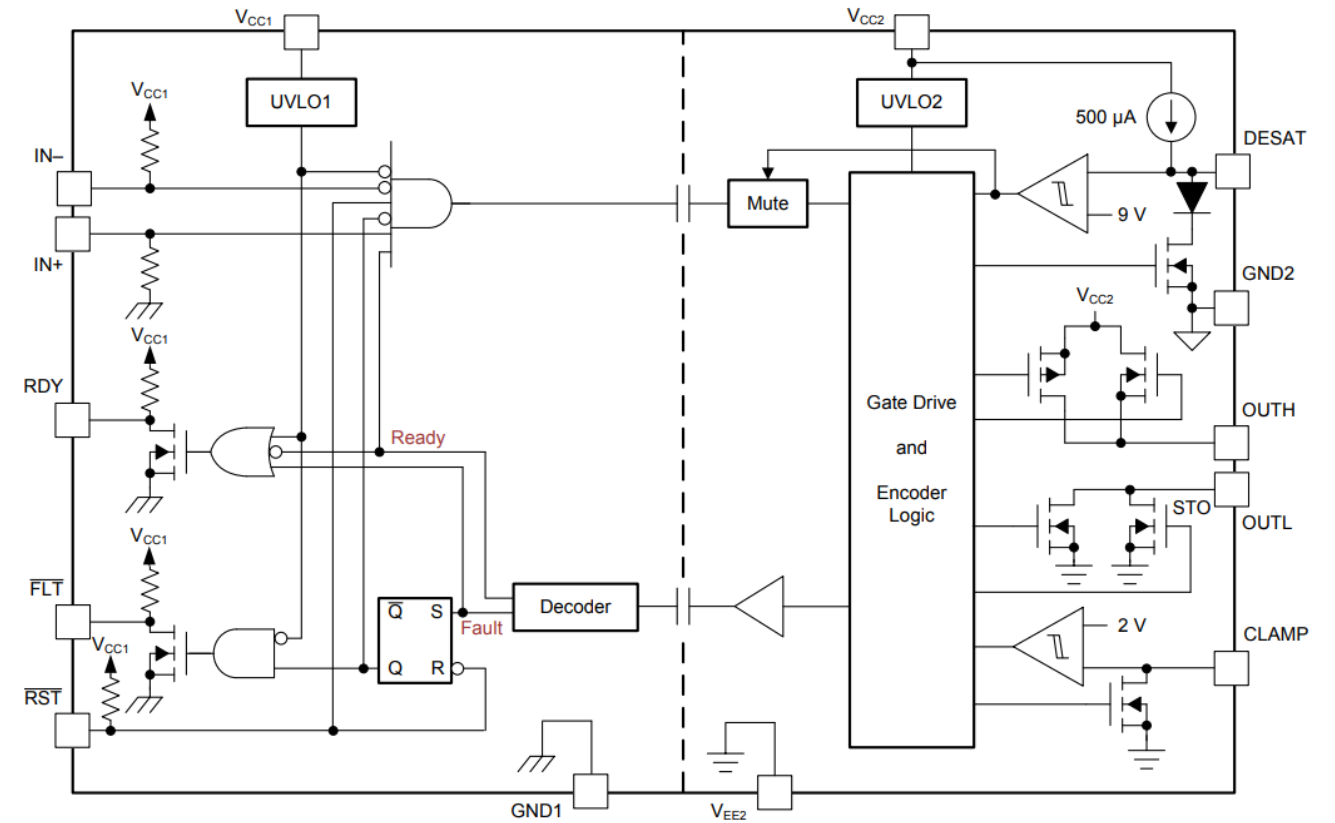 VCC1
VCC2
UVLO1
UVLO2
VCC1
500 µA
DESAT
IN–
Mute
9 V
IN+
GND2
VCC2
VCC1
RDY
Ready
Gate Drive
and
Encoder
Logic
OUTH
STO
OUTL
VCC1
FLT
Decoder
Q S
Fault
2 V
CLAMP
VCC1
Q R
RST
GND1
VEE2